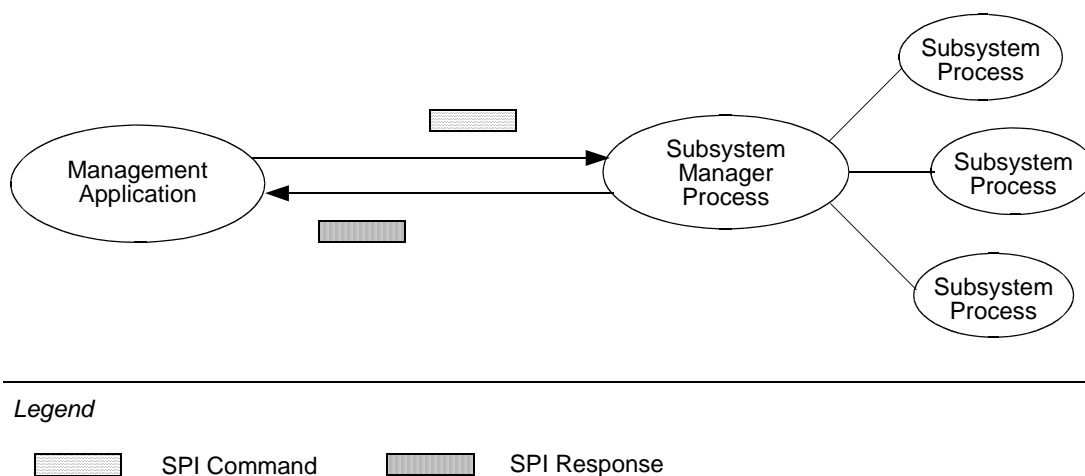 Subsystem
Process
Management
Application
Subsystem
Manager
Process
Subsystem
Process
Subsystem
Process
Legend
SPI Command
SPI Response